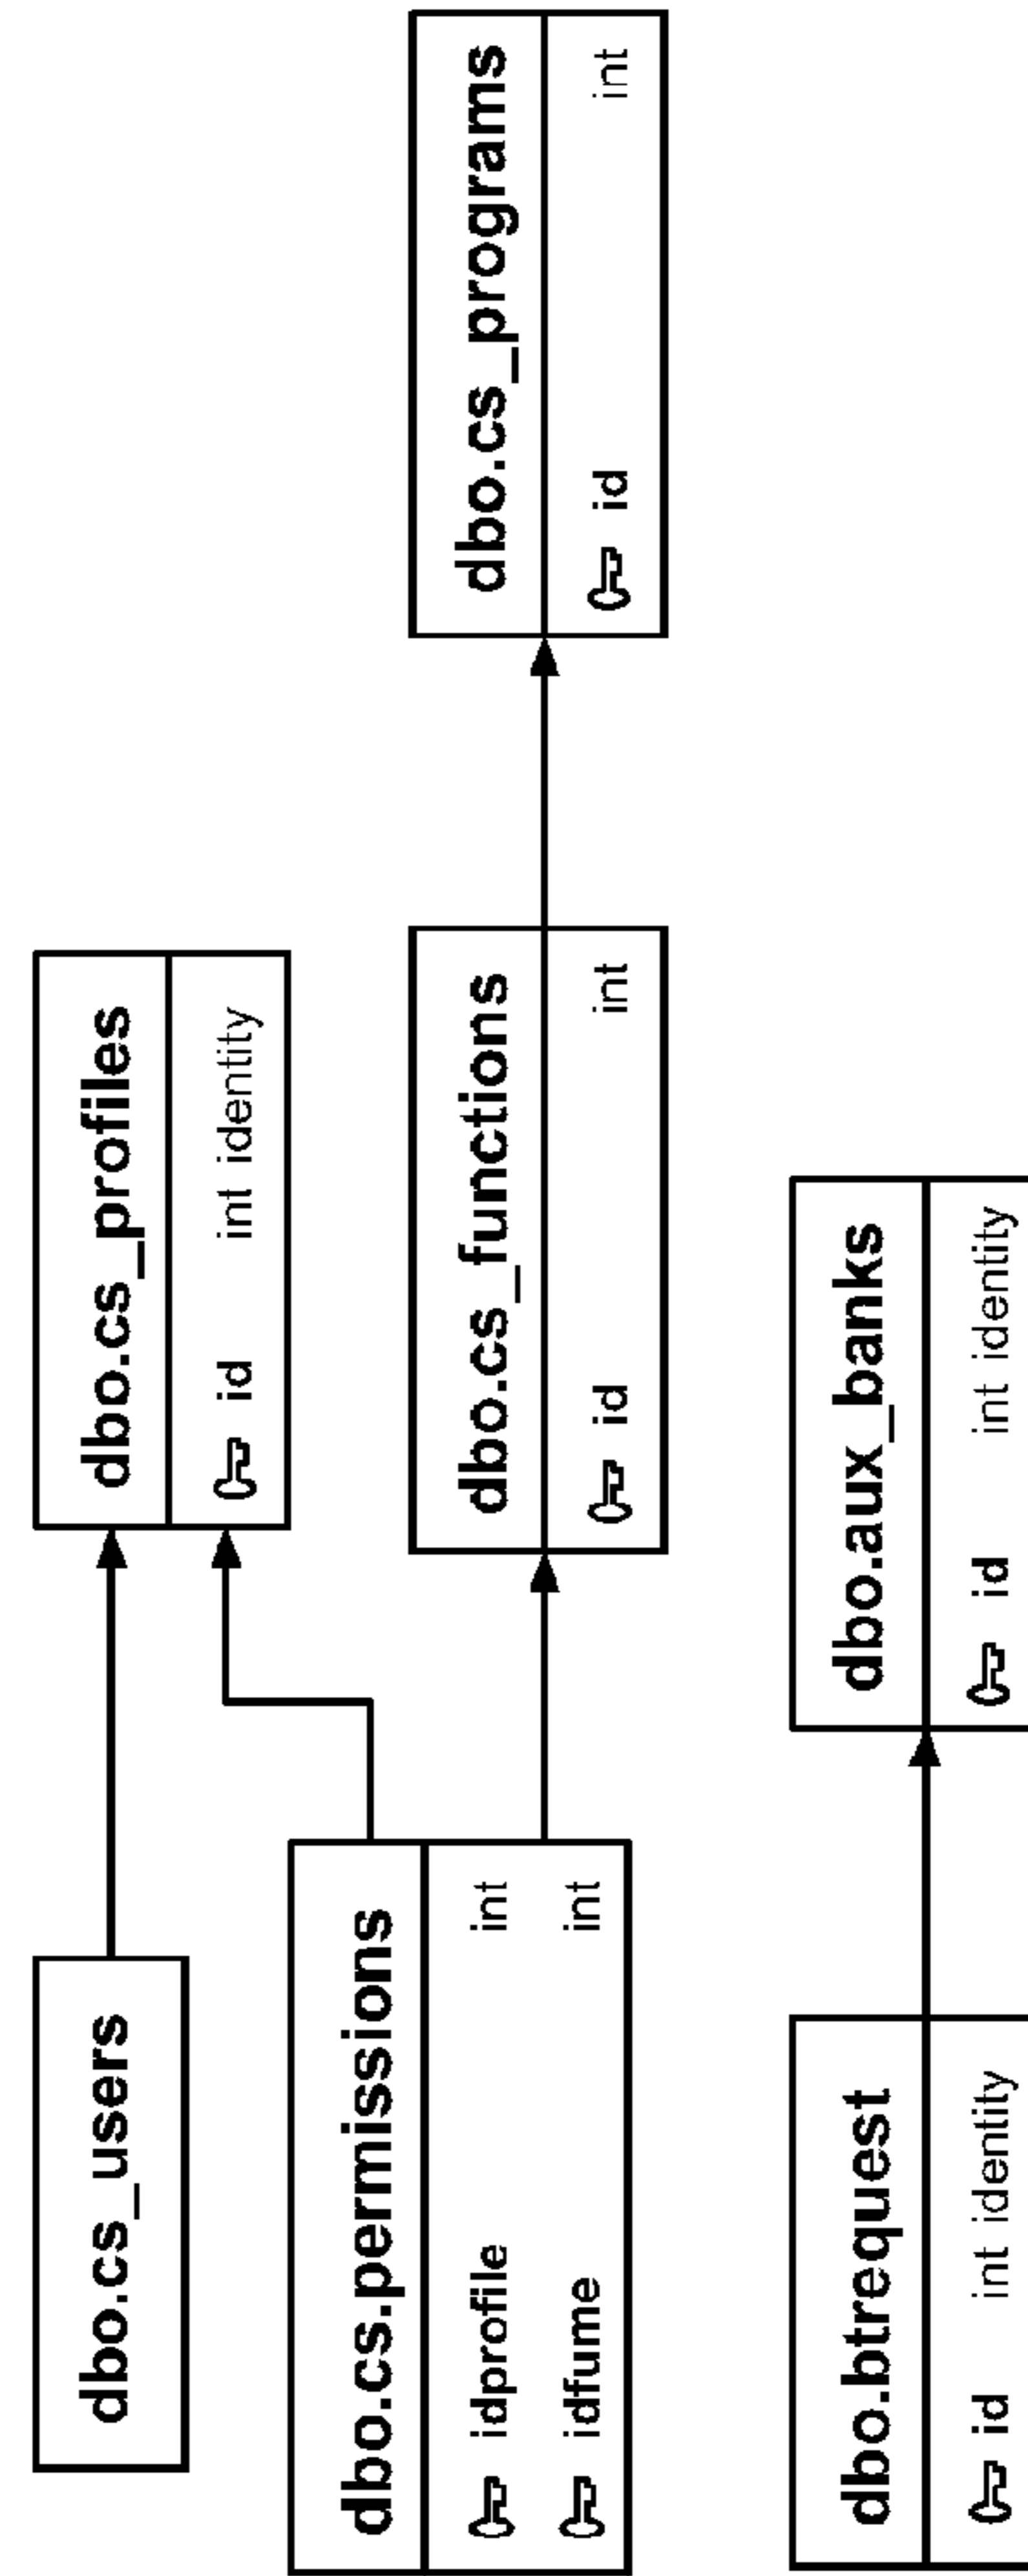 dbo.cs_users
dbo.cs_profiles
id int identity
dbo.cs.permissions
idprofile int
idfume int
dbo.cs_functions
id int
dbo.cs_programs
id int
dbo.btrequest
id int identity
dbo.aux_banks
id int identity